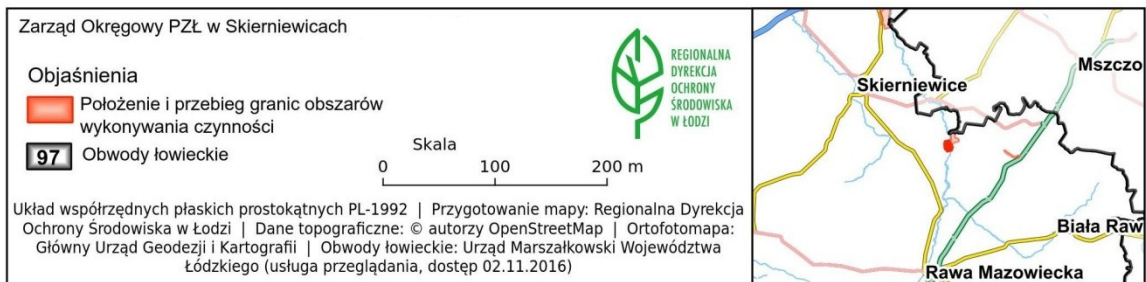 Zarząd Okręgowy PZŁ w Skierniewicach
Objaśnienia
Położenie i przebieg granic obszarów
wykonywania czynności
97 Obwody łowieckie
Skala
0 100 200 m
REGIONALNA
DYREKCJA
OCHRONY
ŚRODOWISKA
W ŁODZI
Układ współrzędnych płaskich prostokątnych PL-1992 | Przygotowanie mapy: Regionalna Dyrekcja
Ochrony Środowiska w Łodzi | Dane topograficzne: © autorzy OpenStreetMap | Ortofotomapa:
Główny Urząd Geodezji i Kartografii | Obwody łowieckie: Urząd Marszałkowski Województwa
Łódzkiego (usługa przeglądania, dostęp 02.11.2016)
Mszczo
Skierniewice
Biała Raw
Rawa Mazowiecka